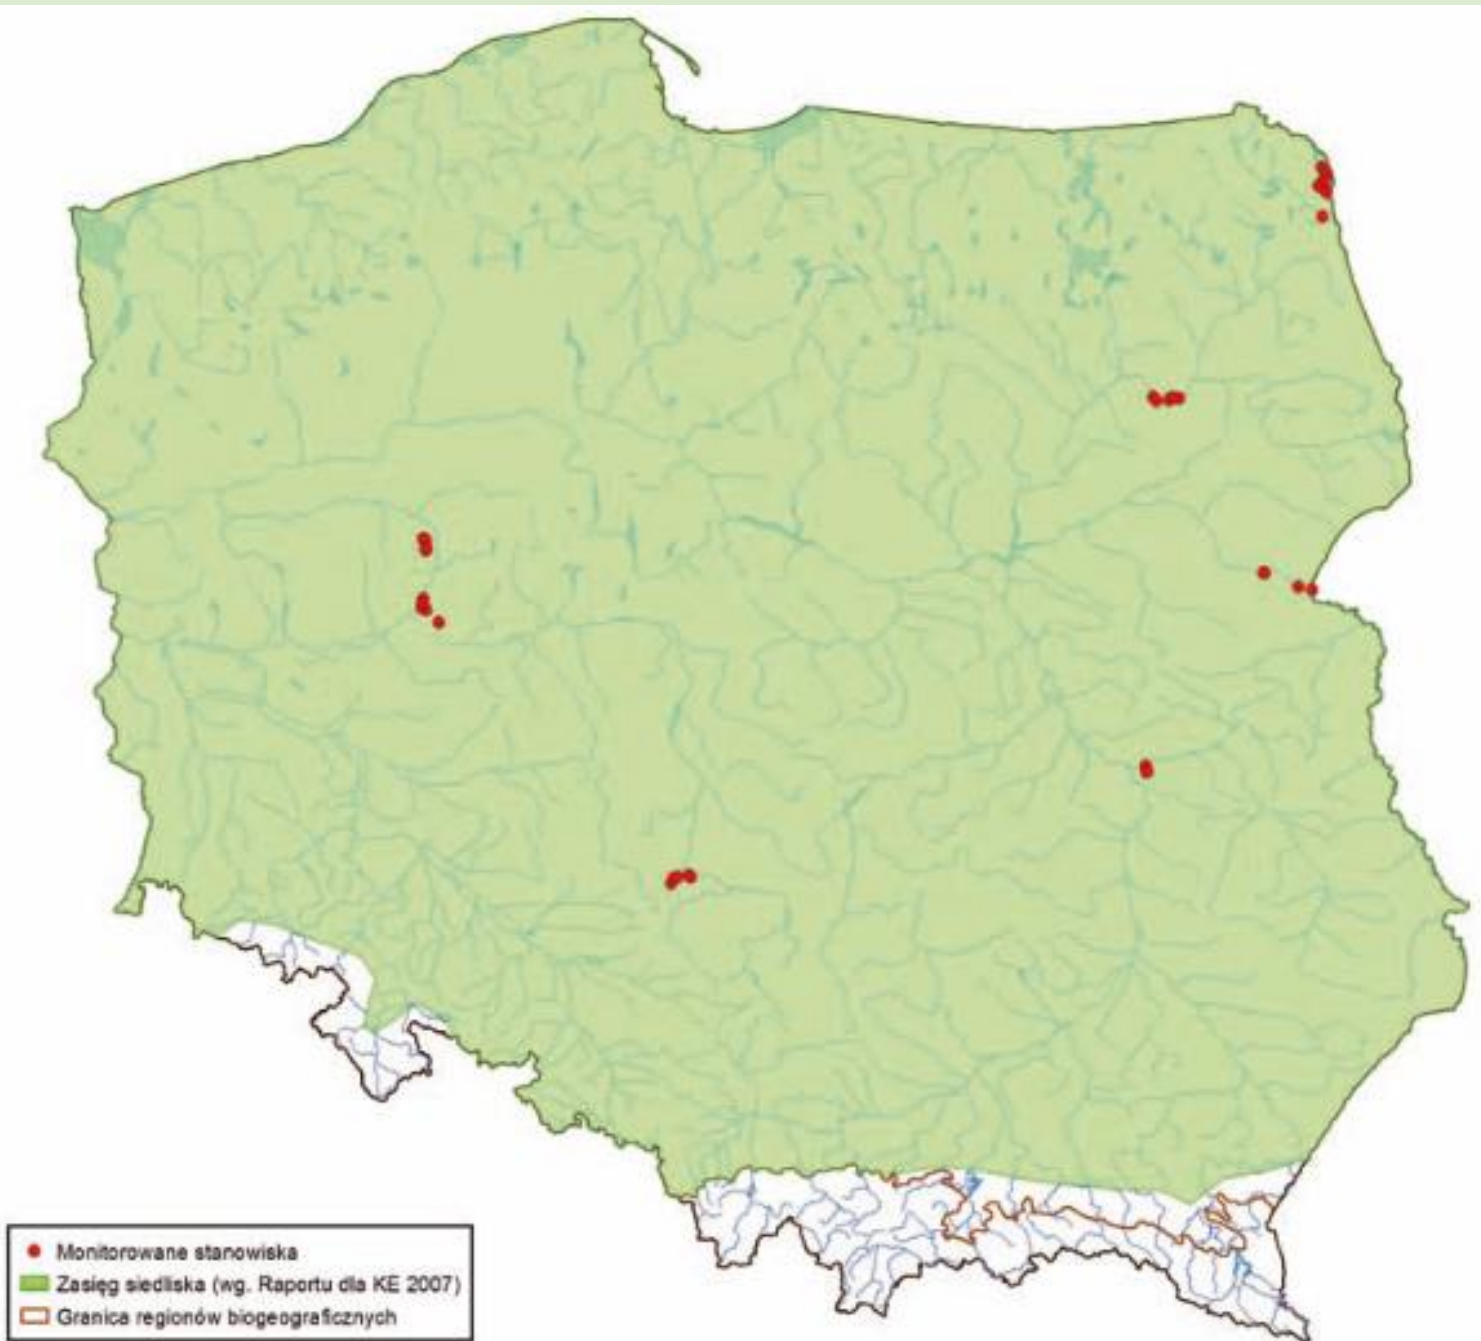 Monitorowane stanowiska
Zasięg siedliska (wg. Raportu dla KE 2007)
Granica regionów biogeograficznych